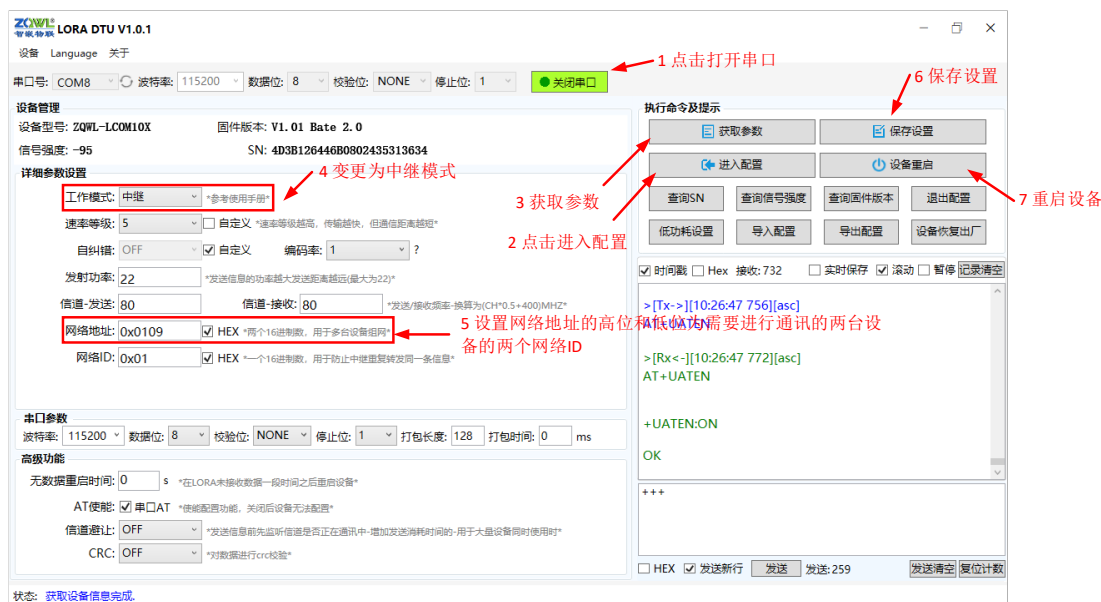 ZQWL
智嵌物联
LORA DTU V1.0.1
设备 Language 关于
串口号: COM8 波特率: 115200 数据位: 8 校验位: NONE 停止位: 1 关闭串口
1 点击打开串口
6 保存设置
设备管理
设备型号: ZQWL-LCOM10X 固件版本: V1.01 Bate 2.0
信号强度: -95 SN: 4D3B126446B0802435313634
详细参数设置
4 变更为中继模式
工作模式: 中继 *参考使用手册*
速率等级: 5 自定义 *速率等级越高，传输越快，但通信距离越短*
自纠错: OFF 自定义 编码率: 1 ?
发射功率: 22 *发送信息的功率越大发送距离越远(最大为22)*
信道-发送: 80 信道-接收: 80 *发送/接收频率-换算为(CH*0.5+400)MHZ*
网络地址: 0x0109 HEX *两个16进制数，用于多台设备组网*
5 设置网络地址的高位和低位为需要进行通讯的两台设
备的两个网络ID
网络ID: 0x01 HEX *一个16进制数，用于防止中继重复转发同一条信息*
串口参数
波特率: 115200 数据位: 8 校验位: NONE 停止位: 1 打包长度: 128 打包时间: 0 ms
高级功能
无数据重启时间: 0 s *在LORA未接收数据一段时间之后重启设备*
AT使能: 串口AT *使能配置功能，关闭后设备无法配置*
信道避让: OFF *发送信息前先监听信道是否正在通讯中-增加发送消耗时间的-用于大量设备同时使用时*
CRC: OFF *对数据进行crc校验*
状态: 获取设备信息完成.
执行命令及提示
获取参数 保存设置
进入配置 设备重启
3 获取参数
2 点击进入配置
7 重启设备
查询SN 查询信号强度 查询固件版本 退出配置
低功耗设置 导入配置 导出配置 设备恢复出厂
时间戳 Hex 接收: 732 实时保存 滚动 暂停 记录清空
>[Tx->][10:26:47 756][asc]
AT+UATEN
>[Rx<-][10:26:47 772][asc]
AT+UATEN
+UATEN:ON
OK
+++
HEX 发送新行 发送 发送: 259 发送清空 复位计数